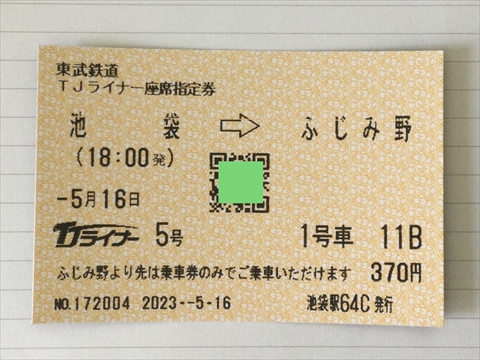 東武鉄道
TJライナー座席指定券
池袋 ⇨ ふじみ野
(18:00発)
-5月16日
TJライナー 5号 1号車 11B
ふじみ野より先は乗車券のみでご乗車いただけます 370円
NO.172004 2023--5-16 池袋駅64C発行